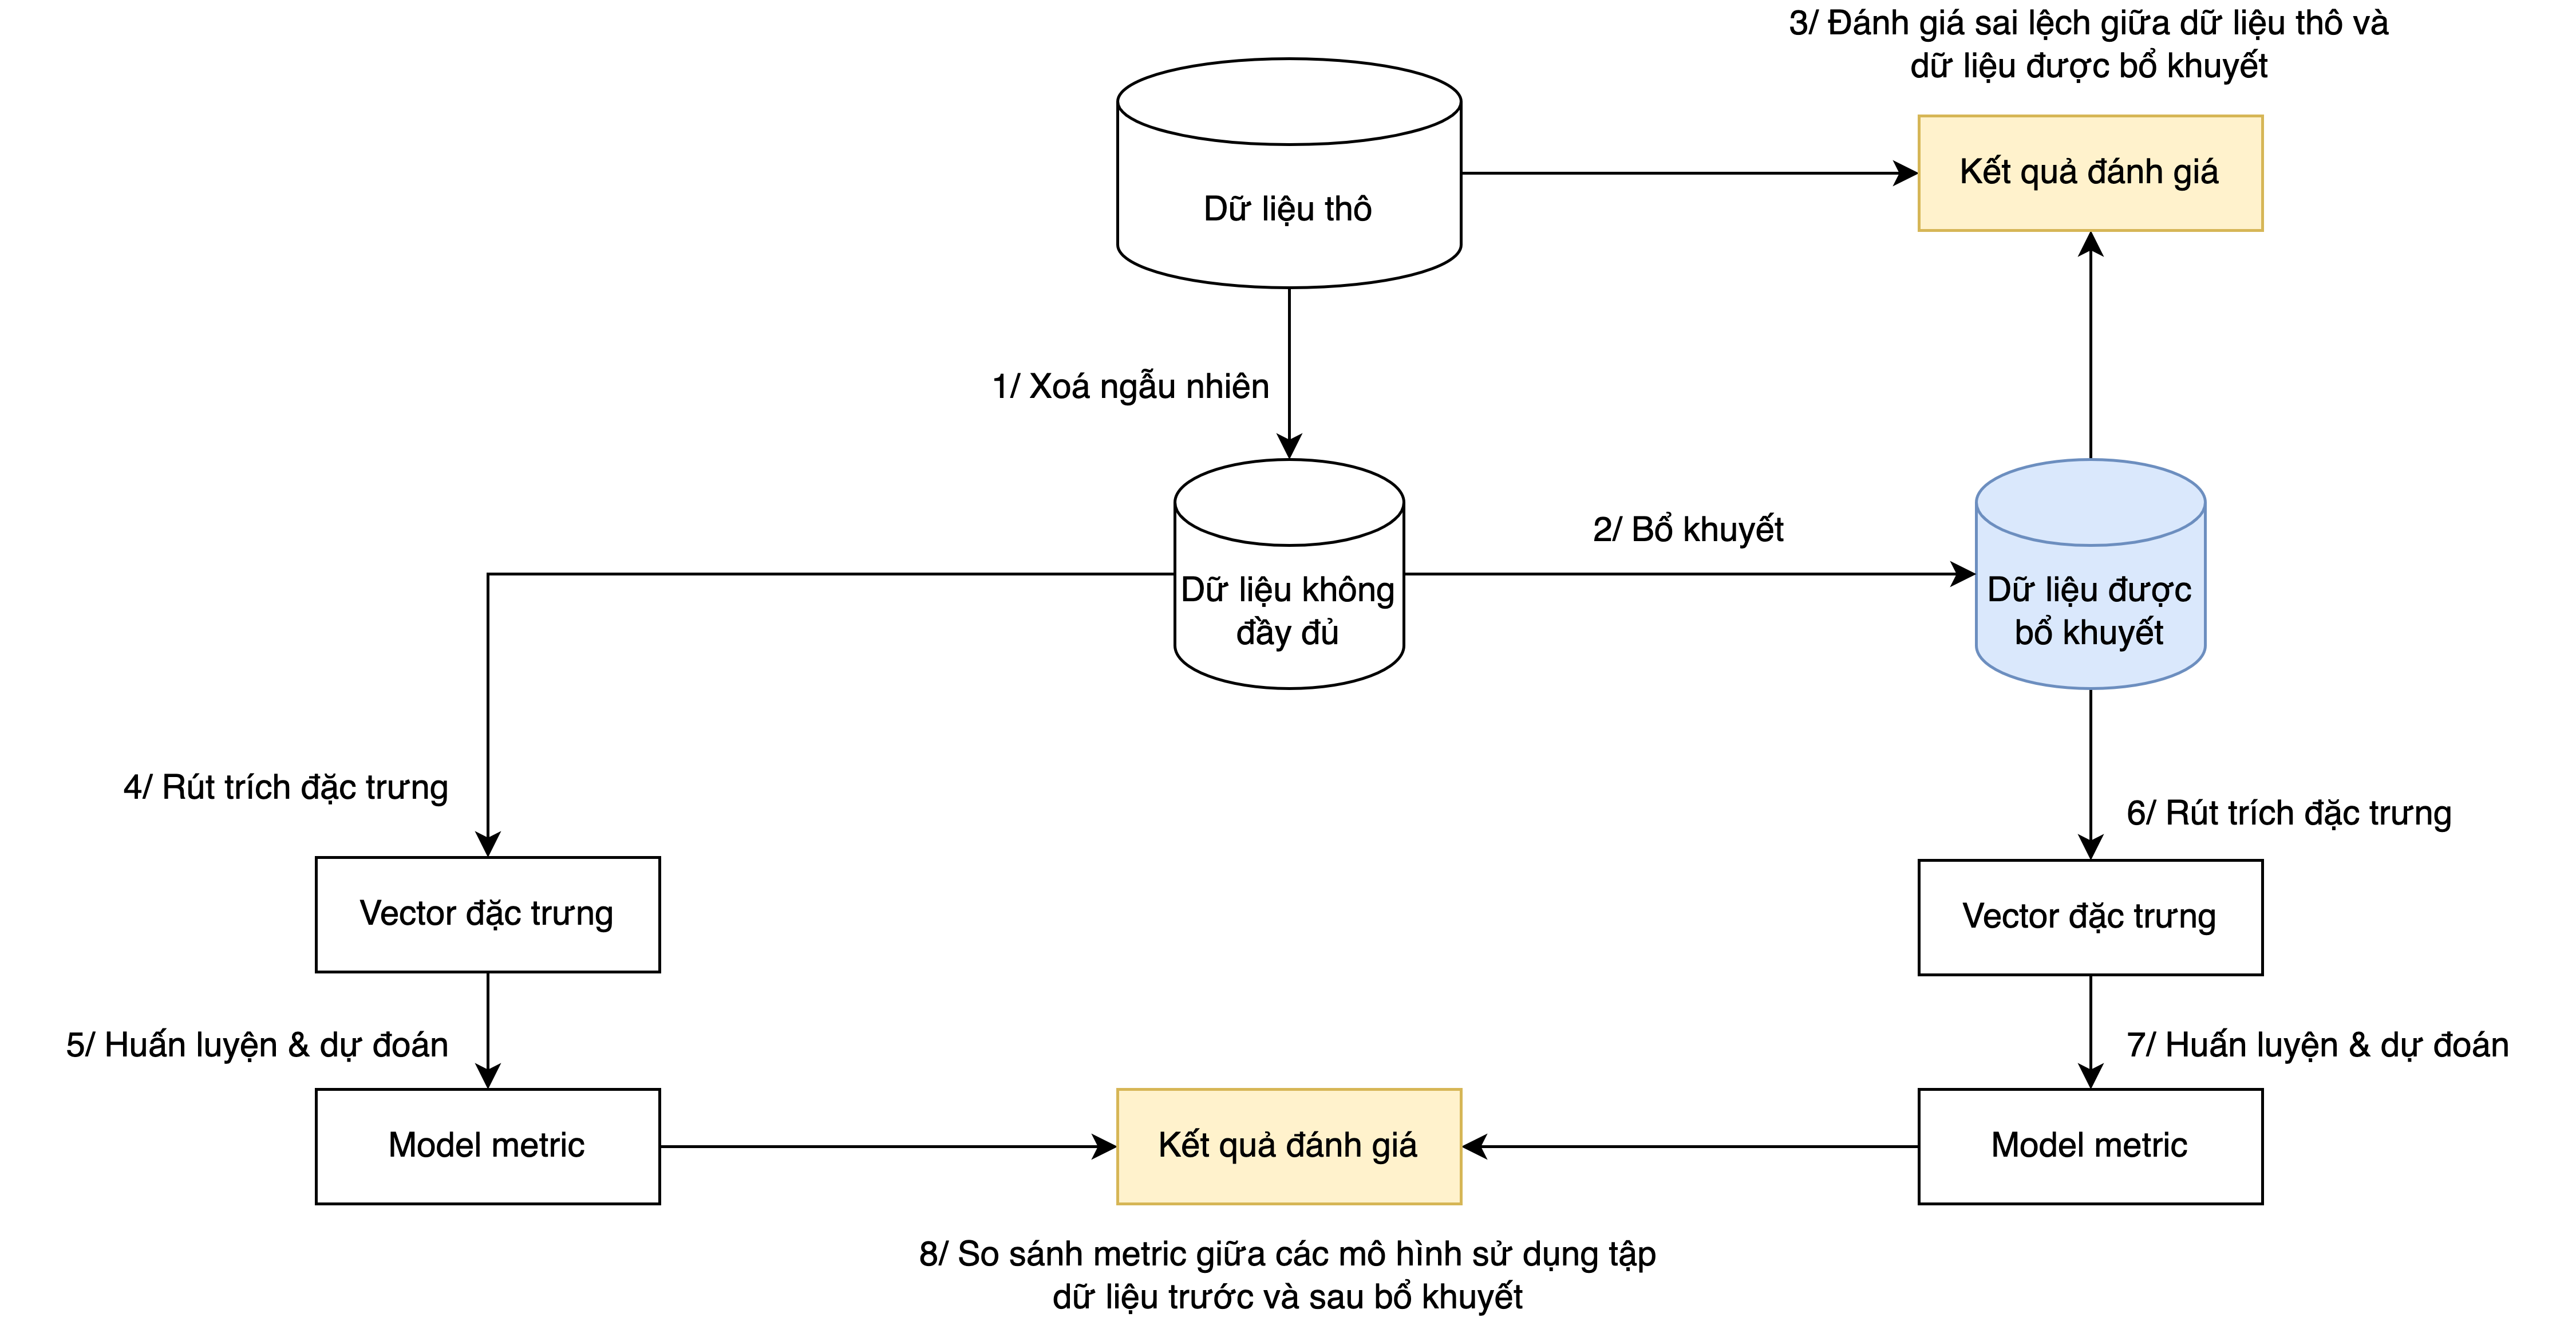 3/ Đánh giá sai lệch giữa dữ liệu thô và
dữ liệu được bổ khuyết
Kết quả đánh giá
Dữ liệu thô
1/ Xoá ngẫu nhiên
2/ Bổ khuyết
Dữ liệu không
đầy đủ
Dữ liệu được
bổ khuyết
4/ Rút trích đặc trưng
6/ Rút trích đặc trưng
Vector đặc trưng
Vector đặc trưng
5/ Huấn luyện & dự đoán
7/ Huấn luyện & dự đoán
Model metric
Kết quả đánh giá
Model metric
8/ So sánh metric giữa các mô hình sử dụng tập
dữ liệu trước và sau bổ khuyết